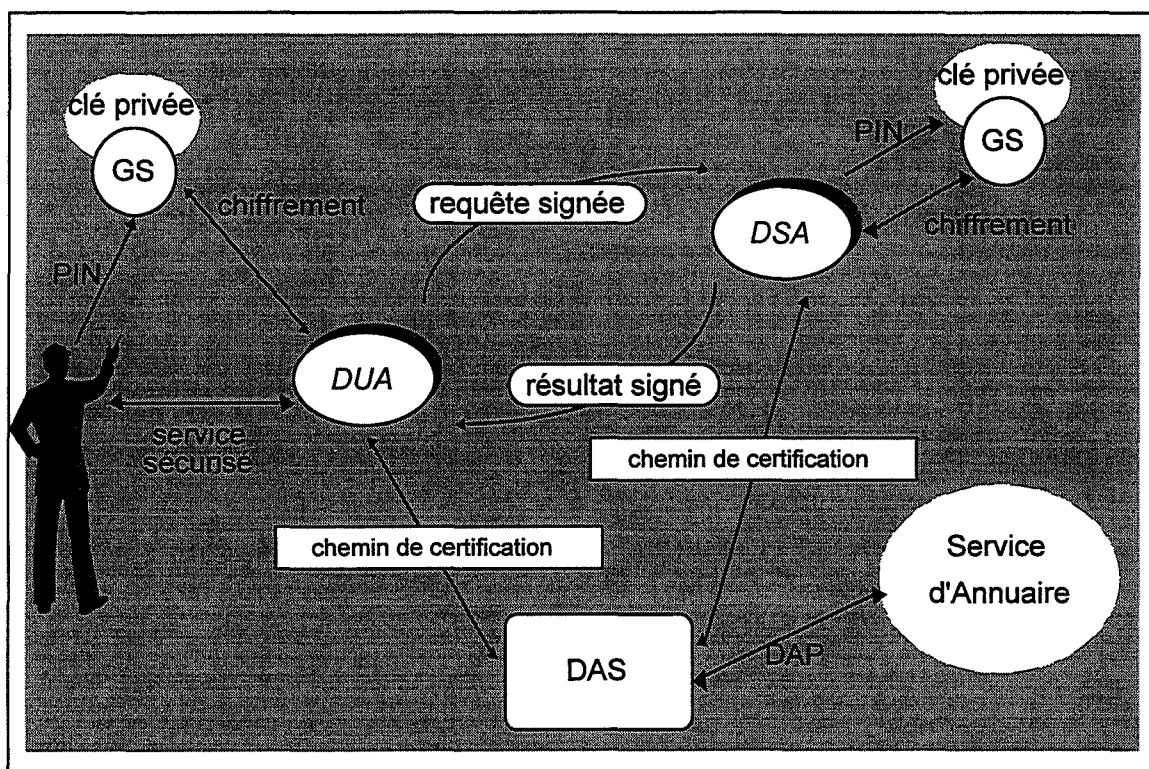 clé privée
GS
chiffrement
PIN
requête signée
DSA
PIN
clé privée
GS
chiffrement
DUA
résultat signé
service
sécurisé
chemin de certification
chemin de certification
Service
d'Annuaire
DAS
DAP